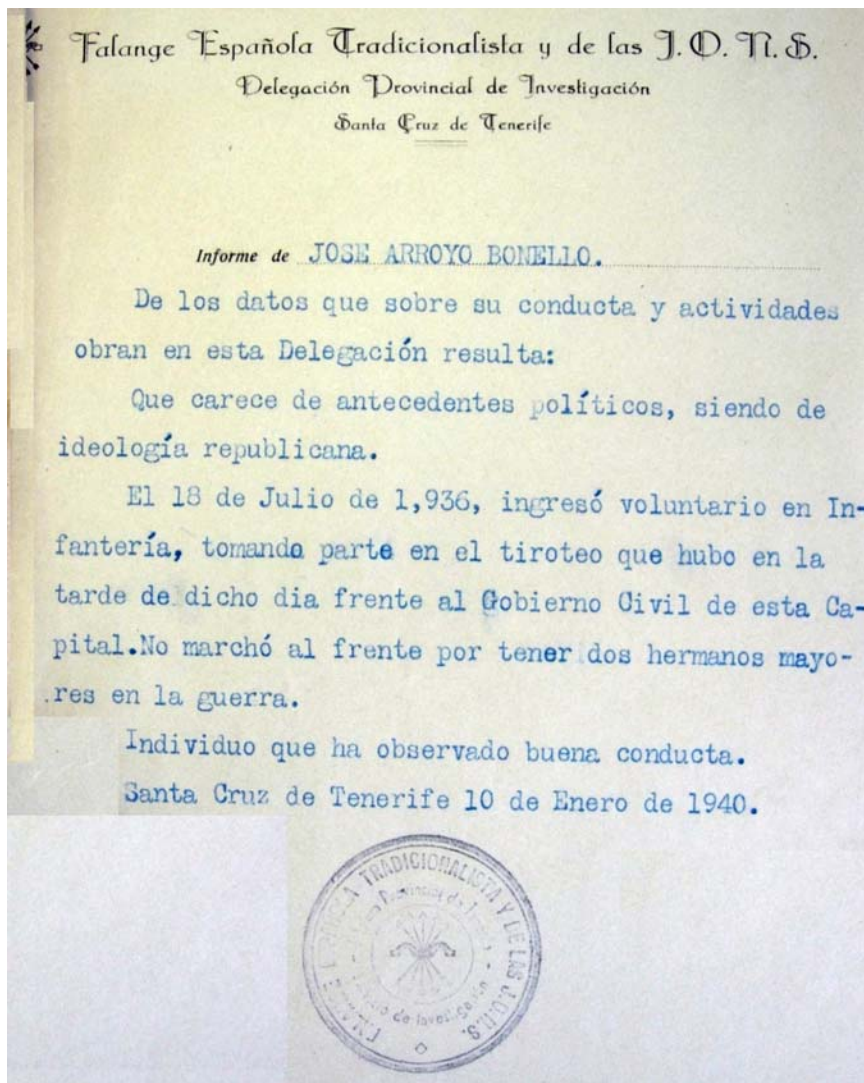 Falange Española Tradicionalista y de las J. O. N. S.
Delegación Provincial de Investigación
Santa Cruz de Tenerife
Informe de JOSE ARROYO BONELLO.
De los datos que sobre su conducta y actividades
obran en esta Delegación resulta:
Que carece de antecedentes políticos, siendo de
ideología republicana.
El 18 de Julio de 1,936, ingresó voluntario en In-
fantería, tomando parte en el tiroteo que hubo en la
tarde de dicho dia frente al Gobierno Civil de esta Ca-
pital.No marchó al frente por tener dos hermanos mayo-
res en la guerra.
Individuo que ha observado buena conducta.
Santa Cruz de Tenerife 10 de Enero de 1940.
TRADICIONALISTA Y DE LAS J.O.N.S.
Provincial de
de Investigación